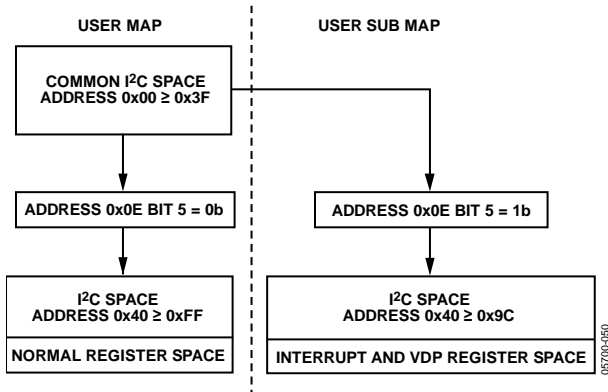 USER MAP
USER SUB MAP
COMMON I²C SPACE
ADDRESS 0x00 ≥ 0x3F
ADDRESS 0x0E BIT 5 = 0b
ADDRESS 0x0E BIT 5 = 1b
I²C SPACE
ADDRESS 0x40 ≥ 0xFF
NORMAL REGISTER SPACE
I²C SPACE
ADDRESS 0x40 ≥ 0x9C
INTERRUPT AND VDP REGISTER SPACE
05700-050